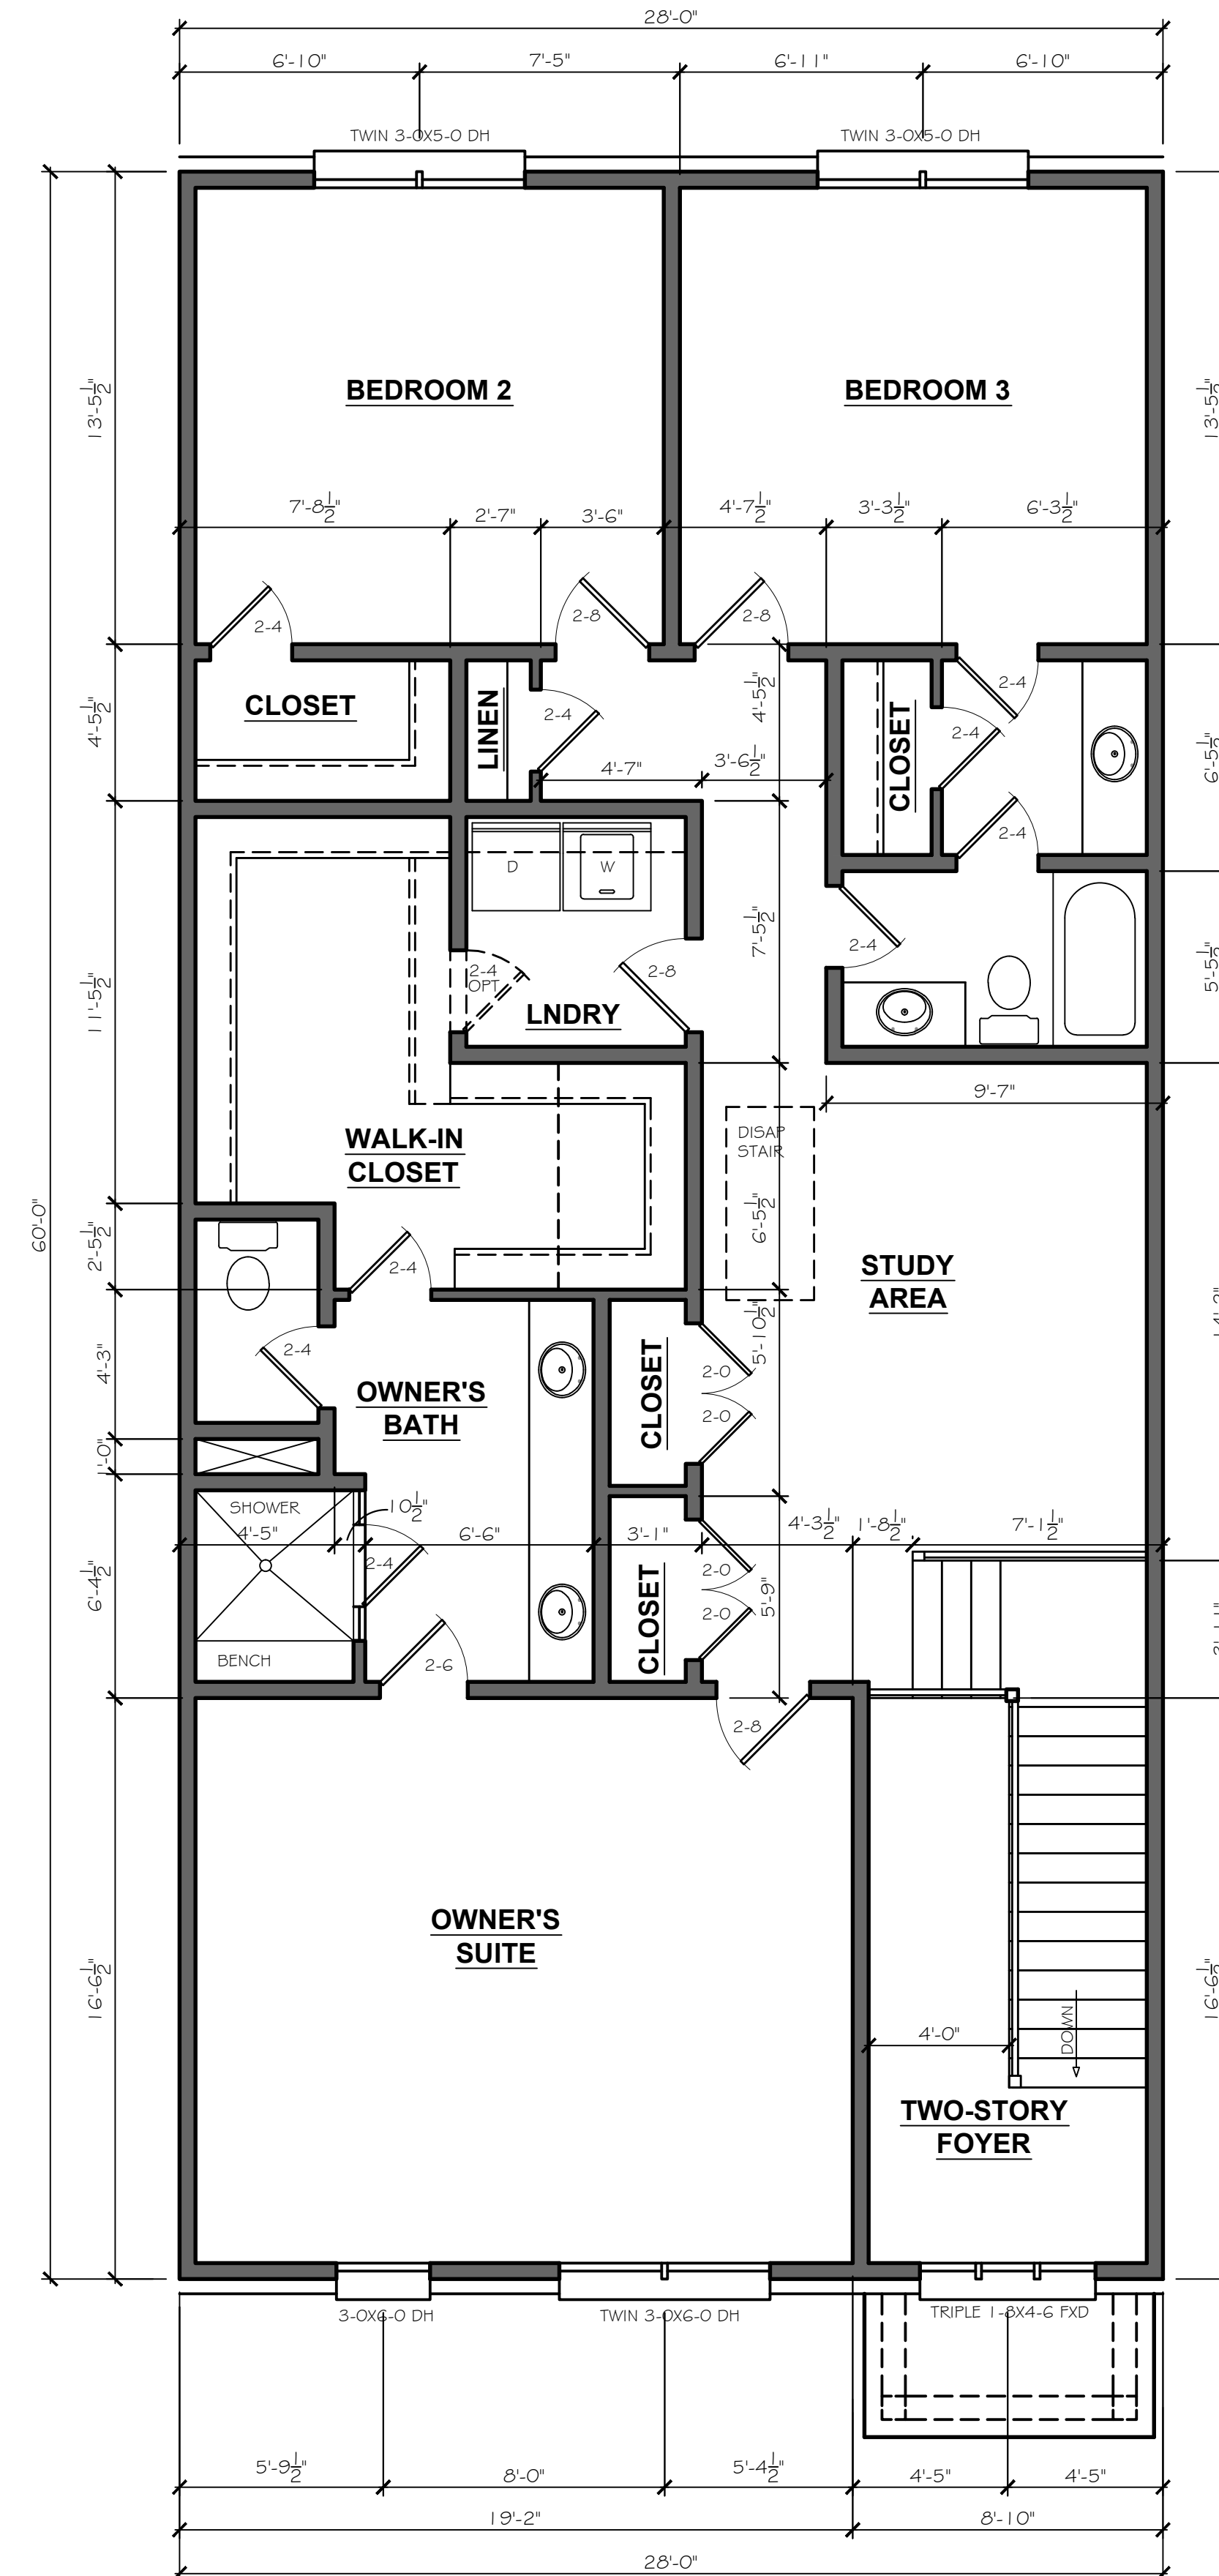 28'-0"
6'-10"
7'-5"
6'-11"
6'-10"
TWIN 3-0X5-0 DH
TWIN 3-0X5-0 DH
13'-5½"
13'-5½"
BEDROOM 2
BEDROOM 3
7'-8½"
2'-7"
3'-6"
4'-7½"
3'-3½"
6'-3½"
2-4
2-8
2-8
2-4
4'-5½"
CLOSET
LINEN
2-4
4'-5½"
CLOSET
2-4
6'-5½"
4'-7"
3'-6½"
2-4
D
W
7'-5½"
2-4
5'-5½"
11'-5½"
2-4
OPT
2-8
LNDRY
9'-7"
WALK-IN
CLOSET
DISAP
STAIR
6'-5½"
60'-0"
2'-5½"
2-4
STUDY
AREA
4'-3"
2-4
OWNER'S
BATH
CLOSET
2-0
2-0
5'-10½"
1'-0"
SHOWER
10½"
4'-5"
6'-6"
3'-1"
4'-3½"
1'-8½"
7'-1½"
6'-4½"
2-4
CLOSET
2-0
2-0
5'-9"
BENCH
2-6
2-8
OWNER'S
SUITE
16'-6½"
16'-6½"
4'-0"
DOWN
TWO-STORY
FOYER
3-0X6-0 DH
TWIN 3-0X6-0 DH
TRIPLE 1-8X4-6 FXD
5'-9½"
8'-0"
5'-4½"
4'-5"
4'-5"
19'-2"
8'-10"
28'-0"